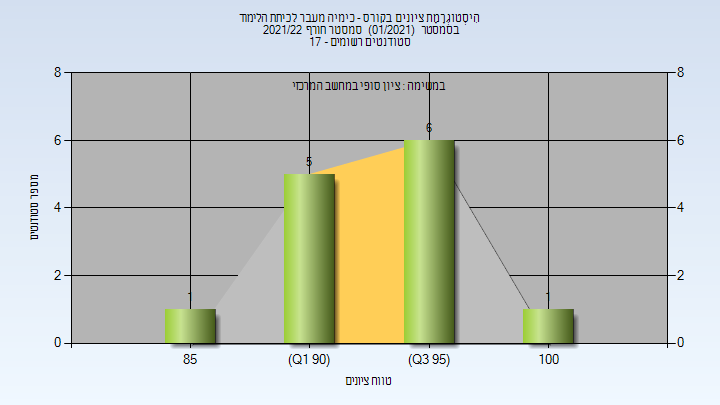 הִיסְטוֹגְרָמַת ציונים בקורס - כימיה מעבר לכיתת הלימוד
בסמסטר (01/2021) סמסטר חורף 2021/22
סטודנטים רשומים - 17
במשימה : ציון סופי במחשב המרכזי
8
8
6
6
4
4
2
2
0
0
1
5
6
1
מספר סטודנטים
85
(Q1 90)
(Q3 95)
100
טווח ציונים